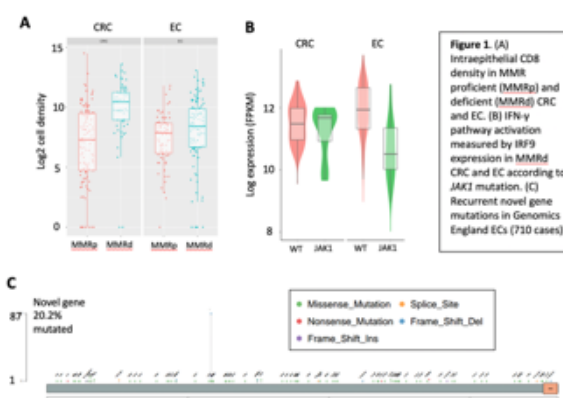 A
CRC
EC
15
10
5
0
Log2 cell density
MMRp
MMRd
MMRp
MMRd
B
CRC
EC
12
10
8
Log expression (FPKM)
WT
JAK1
WT
JAK1
Figure 1. (A)
Intraepithelial CD8
density in MMR
proficient (MMRp) and
deficient (MMRd) CRC
and EC. (B) IFN-γ
pathway activation
measured by IRF9
expression in MMRd
CRC and EC according to
JAK1 mutation. (C)
Recurrent novel gene
mutations in Genomics
England ECs (710 cases)
C
Novel gene
20.2%
mutated
87
1
Missense_Mutation
Splice_Site
Nonsense_Mutation
Frame_Shift_Del
Frame_Shift_Ins